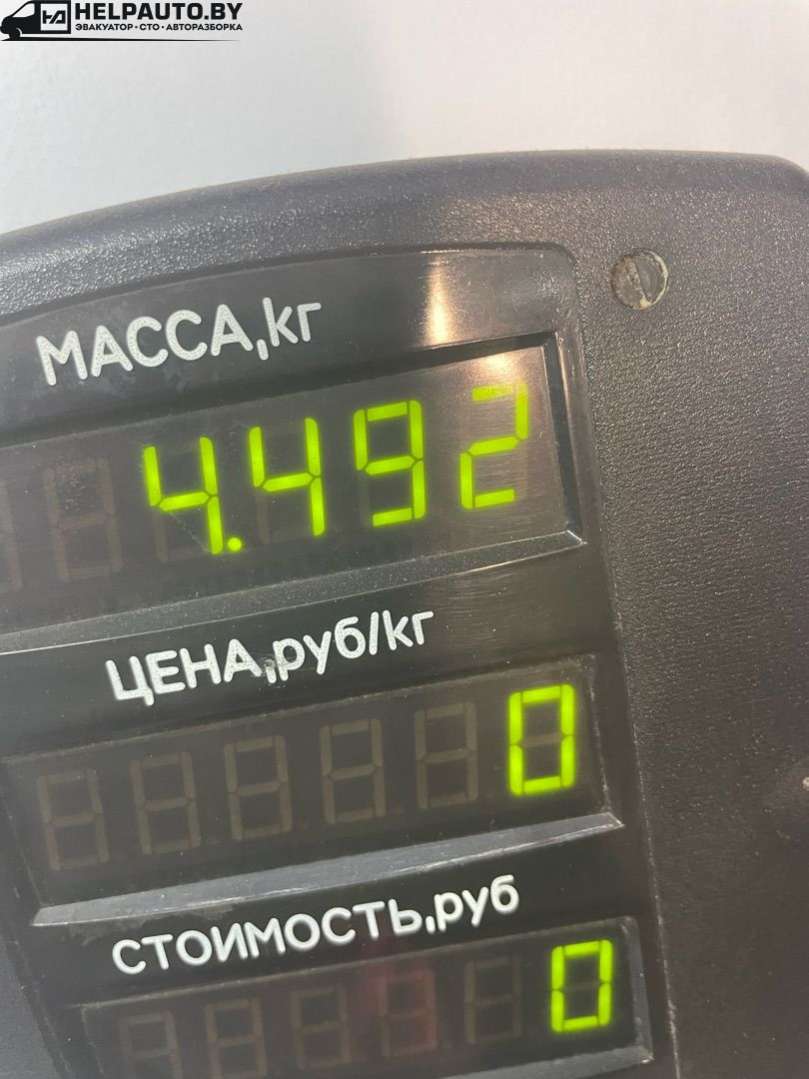 HELPAUTO.BY
ЭВАКУАТОР·СТО·АВТОРАЗБОРКА
МАССА,кг
4.492
ЦЕНА,руб/кг
0
СТОИМОСТЬ,руб
0